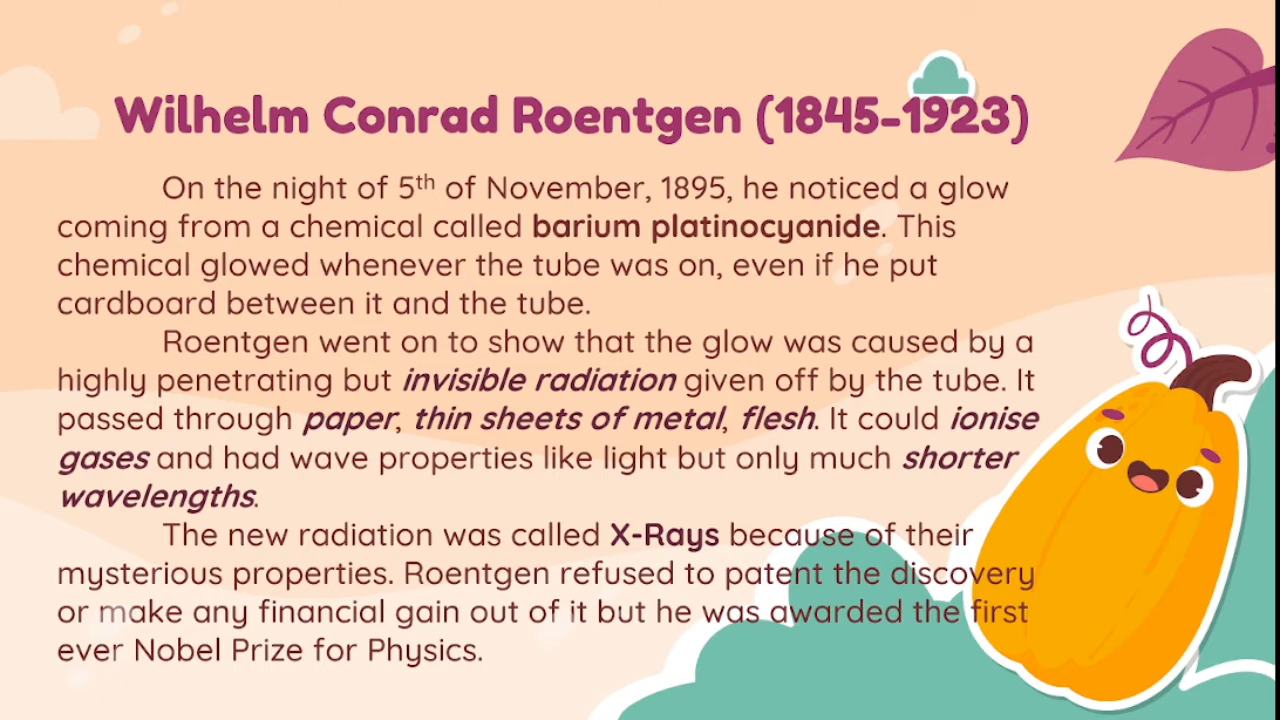 Wilhelm Conrad Roentgen (1845-1923)
On the night of 5th of November, 1895, he noticed a glow
coming from a chemical called barium platinocyanide. This
chemical glowed whenever the tube was on, even if he put
cardboard between it and the tube.
Roentgen went on to show that the glow was caused by a
highly penetrating but invisible radiation given off by the tube. It
passed through paper, thin sheets of metal, flesh. It could ionise
gases and had wave properties like light but only much shorter
wavelengths.
The new radiation was called X-Rays because of their
mysterious properties. Roentgen refused to patent the discovery
or make any financial gain out of it but he was awarded the first
ever Nobel Prize for Physics.